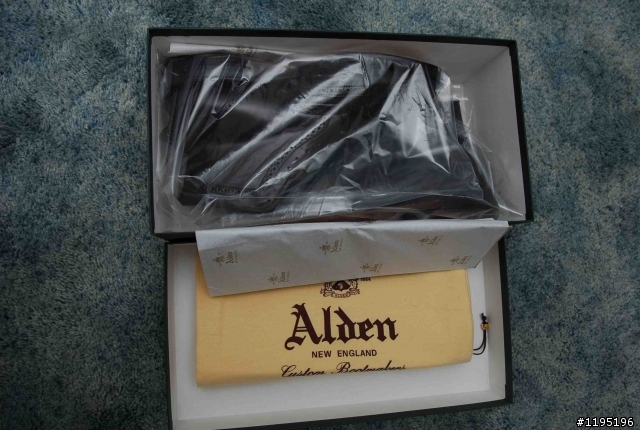 Alden
NEW ENGLAND
Custom Bootmakers
#1195196